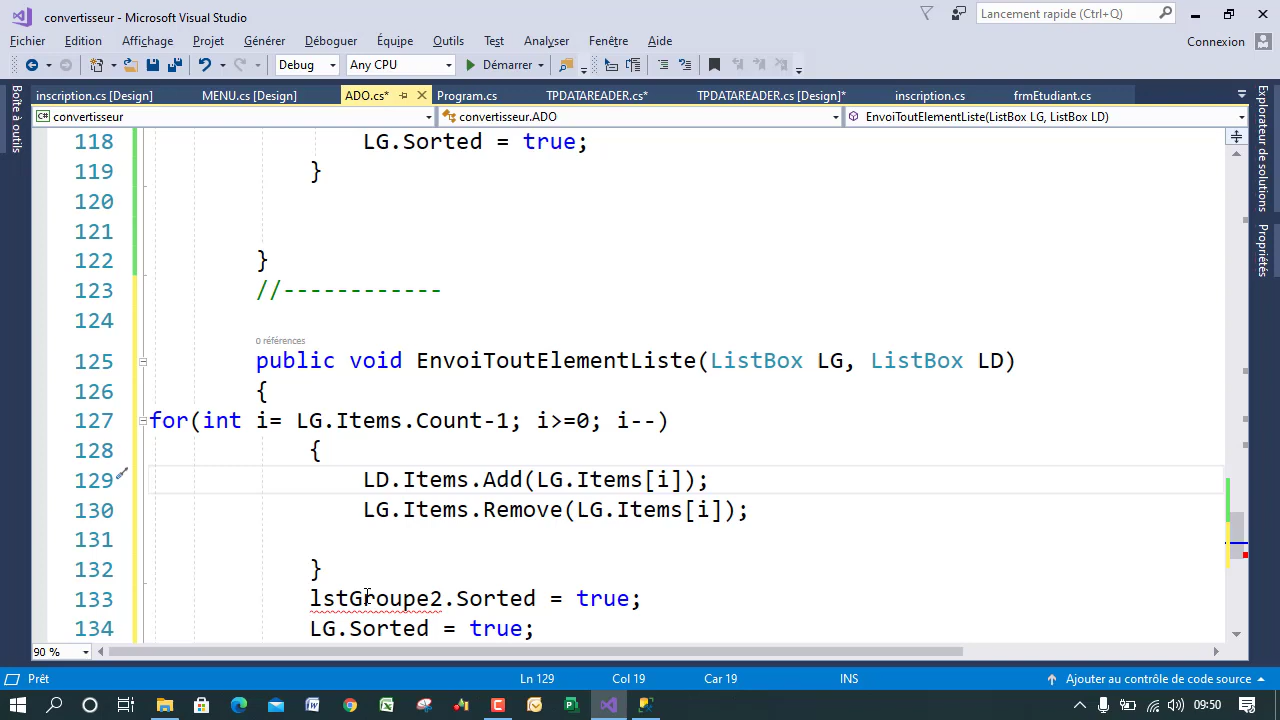 convertisseur - Microsoft Visual Studio
Lancement rapide (Ctrl+Q)
Fichier Edition Affichage Projet Générer Déboguer Équipe Outils Test Analyser Fenêtre Aide
Connexion
Debug Any CPU Démarrer
inscription.cs [Design] MENU.cs [Design] ADO.cs* Program.cs TPDATAREADER.cs* TPDATAREADER.cs [Design]* inscription.cs frmEtudiant.cs
convertisseur convertisseur.ADO EnvoiToutElementListe(ListBox LG, ListBox LD)
Boîte à outils
Explorateur de solutions
Propriétés
118 LG.Sorted = true;
119 }
120
121
122 }
123 //------------
124
0 références
125 public void EnvoiToutElementListe(ListBox LG, ListBox LD)
126 {
127 for(int i= LG.Items.Count-1; i>=0; i--)
128 {
129 LD.Items.Add(LG.Items[i]);
130 LG.Items.Remove(LG.Items[i]);
131
132 }
133 lstGroupe2.Sorted = true;
134 LG.Sorted = true;
90 %
Prêt Ln 129 Col 19 Car 19 INS Ajouter au contrôle de code source
09:50